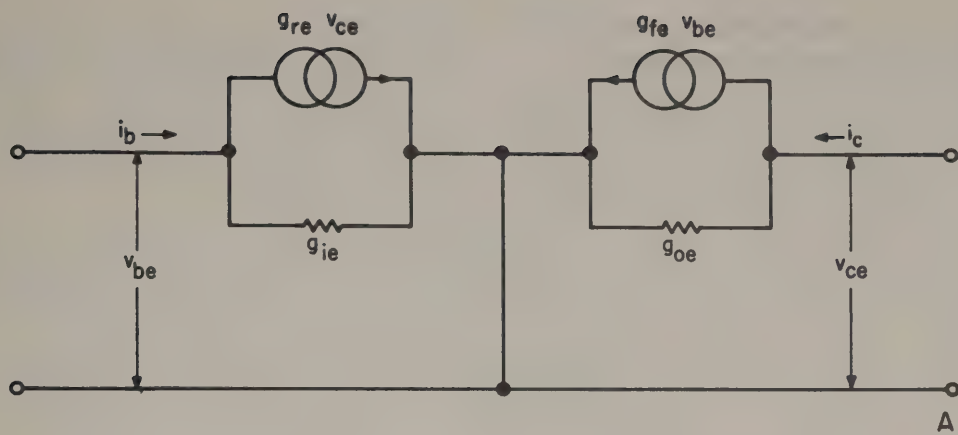 g_re v_ce
g_fe v_be
i_b
i_c
g_ie
g_oe
v_be
v_ce
A